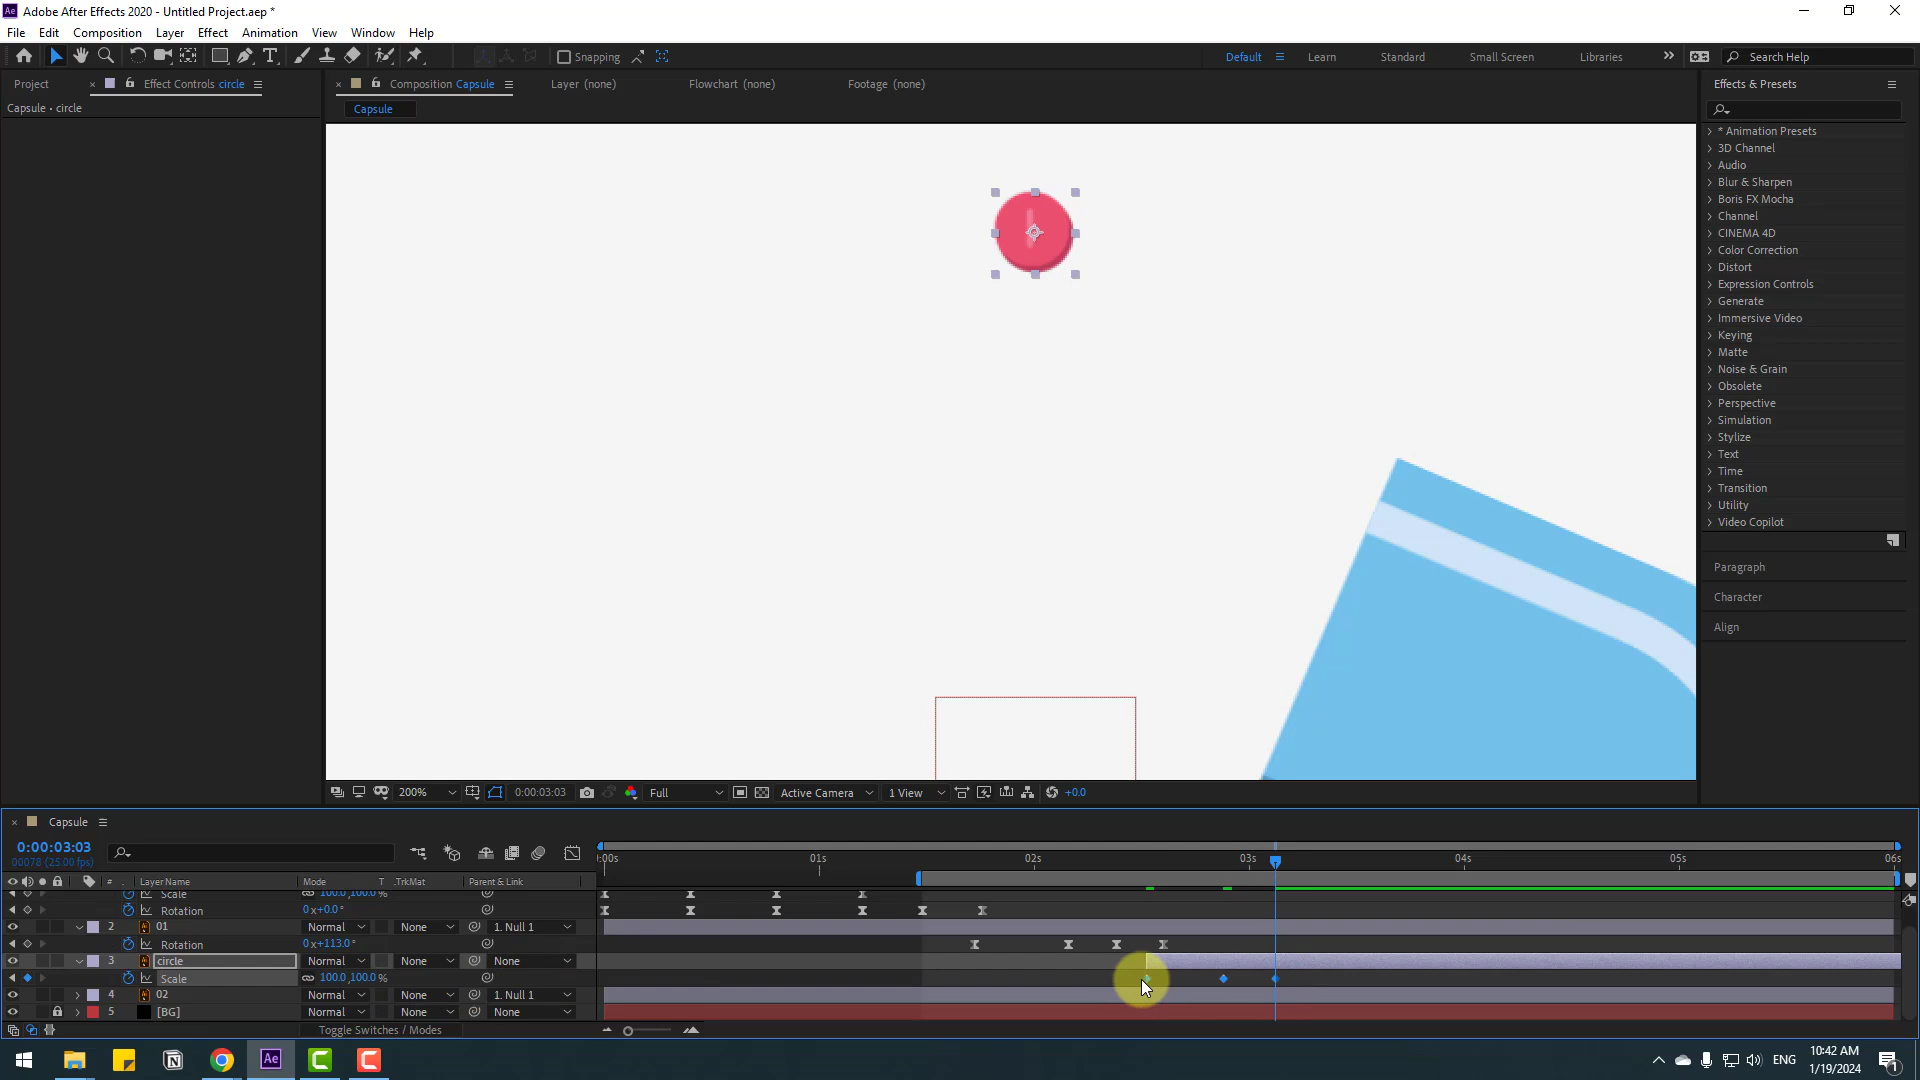 Adobe After Effects 2020 - Untitled Project.aep *
File Edit Composition Layer Effect Animation View Window Help
Snapping
Default Learn Standard Small Screen Libraries Search Help
Project Effect Controls circle
Composition Capsule Layer (none) Flowchart (none) Footage (none)
Effects & Presets
Capsule • circle
Capsule
* Animation Presets
3D Channel
Audio
Blur & Sharpen
Boris FX Mocha
Channel
CINEMA 4D
Color Correction
Distort
Expression Controls
Generate
Immersive Video
Keying
Matte
Noise & Grain
Obsolete
Perspective
Simulation
Stylize
Text
Time
Transition
Utility
Video Copilot
Paragraph
Character
Align
200% 0:00:03:03 Full Active Camera 1 View +0.0
Capsule
0:00:03:03
00078 (25.00 fps)
:00s 01s 02s 03s 04s 05s 06s
# Layer Name Mode T .TrkMat Parent & Link
Scale 100.0,100.0%
Rotation 0x+0.0°
2 01 Normal None 1. Null 1
Rotation 0x+113.0°
3 circle Normal None None
Scale 100.0,100.0%
4 02 Normal None 1. Null 1
5 [BG] Normal None None
Toggle Switches / Modes
ENG
10:42 AM
1/19/2024
1